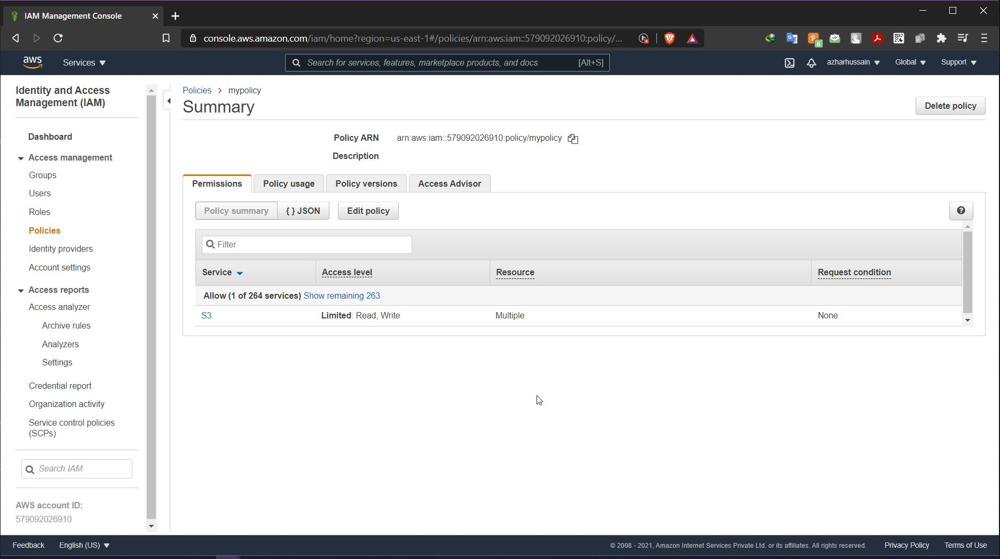 IAM Management Console
console.aws.amazon.com/iam/home?region=us-east-1#/policies/arn:aws:iam::579092026910:policy/...
6
aws
Services
Search for services, features, marketplace products, and docs [Alt+S]
azharhussain
Global
Support
Identity and Access
Management (IAM)
Dashboard
Access management
Groups
Users
Roles
Policies
Identity providers
Account settings
Access reports
Access analyzer
Archive rules
Analyzers
Settings
Credential report
Organization activity
Service control policies
(SCPs)
Search IAM
AWS account ID:
579092026910
Policies > mypolicy
Summary
Delete policy
Policy ARN arn:aws:iam::579092026910:policy/mypolicy
Description
Permissions
Policy usage
Policy versions
Access Advisor
Policy summary
{ } JSON
Edit policy
?
Filter
Service Access level Resource Request condition
Allow (1 of 264 services) Show remaining 263
S3 Limited: Read, Write Multiple None
Feedback
English (US)
© 2008 - 2021, Amazon Internet Services Private Ltd. or its affiliates. All rights reserved.
Privacy Policy
Terms of Use